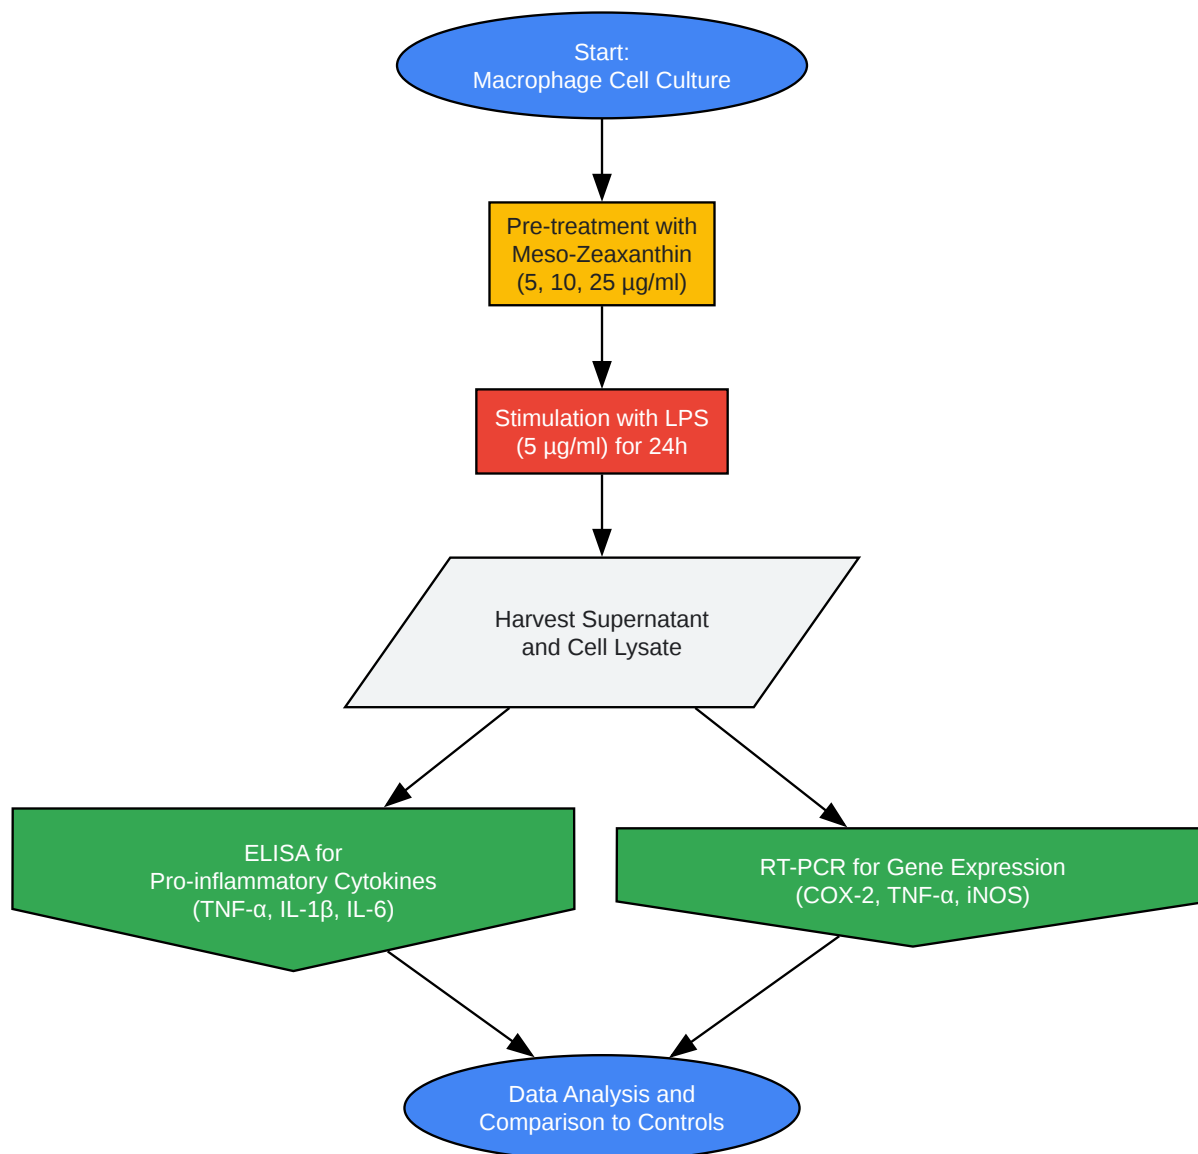 Start:
Macrophage Cell Culture
Pre-treatment with
Meso-Zeaxanthin
(5, 10, 25 µg/ml)
Stimulation with LPS
(5 µg/ml) for 24h
Harvest Supernatant
and Cell Lysate
ELISA for
Pro-inflammatory Cytokines
(TNF-α, IL-1β, IL-6)
RT-PCR for Gene Expression
(COX-2, TNF-α, iNOS)
Data Analysis and
Comparison to Controls